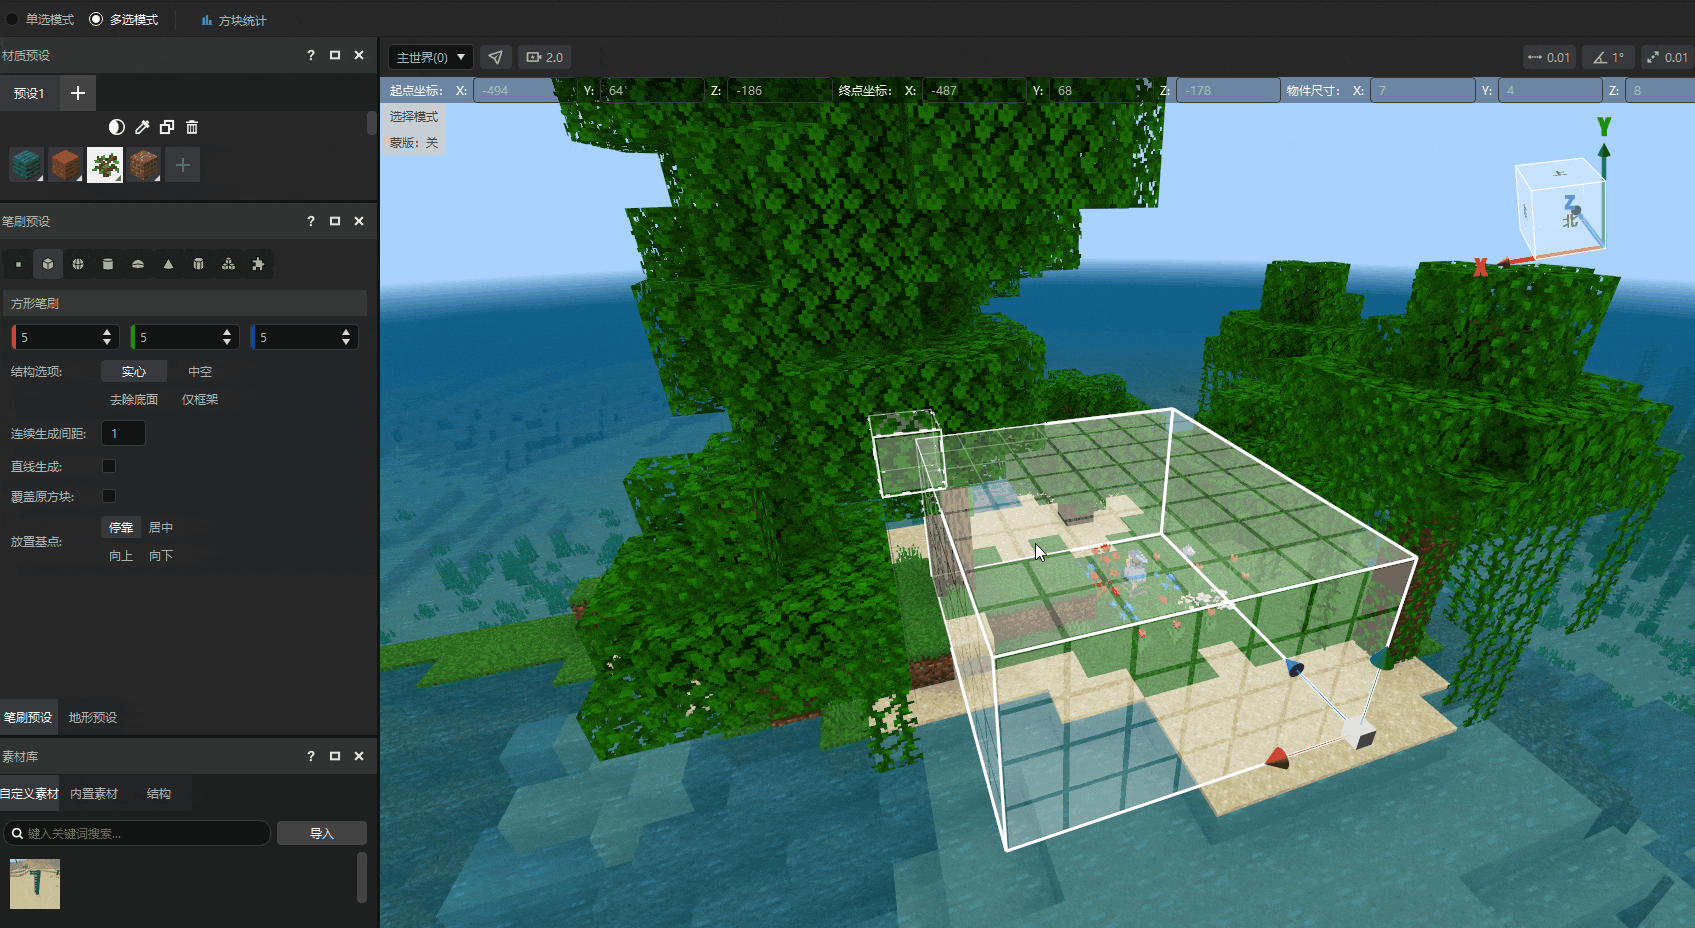 单选模式 多选模式 方块统计
材质预设 ?
预设1
笔刷预设 ?
方形笔刷
5 5 5
结构选项: 实心 中空
去除底面 仅框架
连续生成间距: 1
直线生成:
覆盖原方块:
放置基点: 停靠 居中
向上 向下
笔刷预设 地形预设
素材库 ?
自定义素材 内置素材 结构
键入关键词搜索... 导入
主世界(0) 2.0 0.01 1° 0.01
起点坐标: X: -494 Y: 64 Z: -186 终点坐标: X: -487 Y: 68 Z: -178 物件尺寸: X: 7 Y: 4 Z: 8
选择模式
蒙版: 关
Y
上
Z
北
X